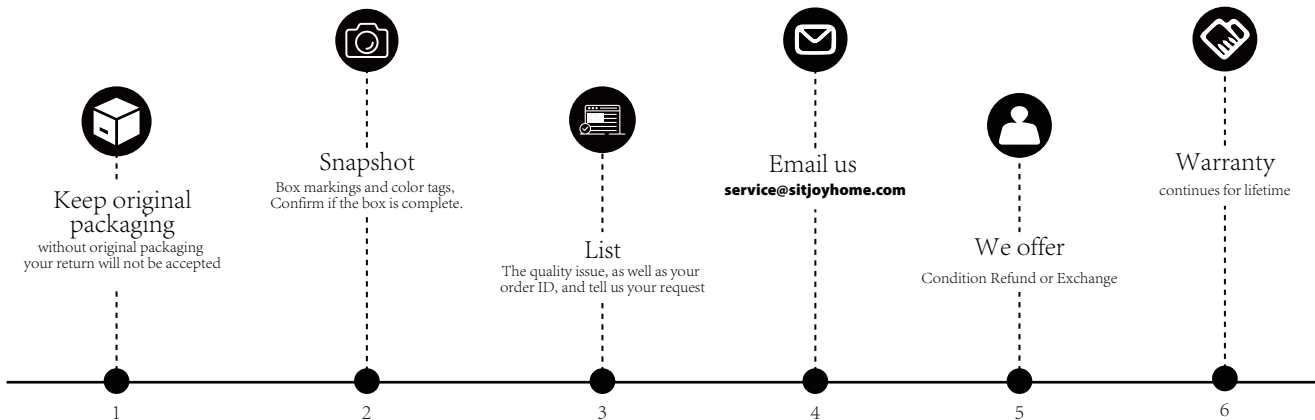 Keep original
packaging
without original packaging
your return will not be accepted
1
Snapshot
Box markings and color tags,
Confirm if the box is complete.
2
List
The quality issue, as well as your
order ID, and tell us your request
3
Email us
service@sitjoyhome.com
4
We offer
Condition Refund or Exchange
5
Warranty
continues for lifetime
6